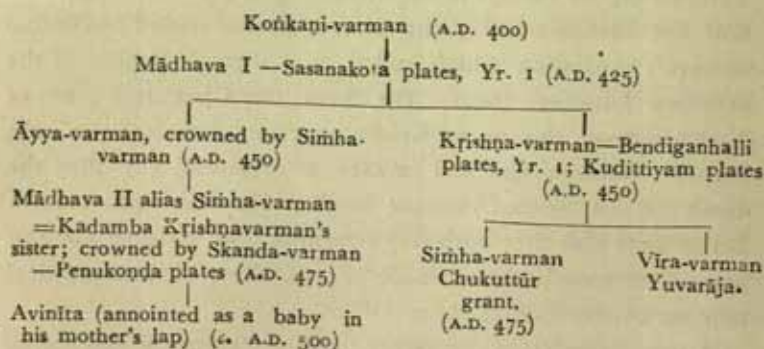 Koṅkaṇi-varman (A.D. 400)
Mādhava I—Sasanakoṭa plates, Yr. 1 (A.D. 425)
Āyya-varman, crowned by Siṁha-
varman (A.D. 450)
Mādhava II alias Siṁha-varman
=Kadamba Kṛishṇavarman's
sister; crowned by Skanda-varman
—Penukoṇḍa plates (A.D. 475)
Avinīta (annointed as a baby in
his mother's lap) (c. A.D. 500)
Kṛishṇa-varman—Bendiganhalli
plates, Yr. 1; Kudittiyam plates
(A.D. 450)
Siṁha-varman
Chukuttūr
grant.
(A.D. 475)
Vīra-varman
Yuvarāja.